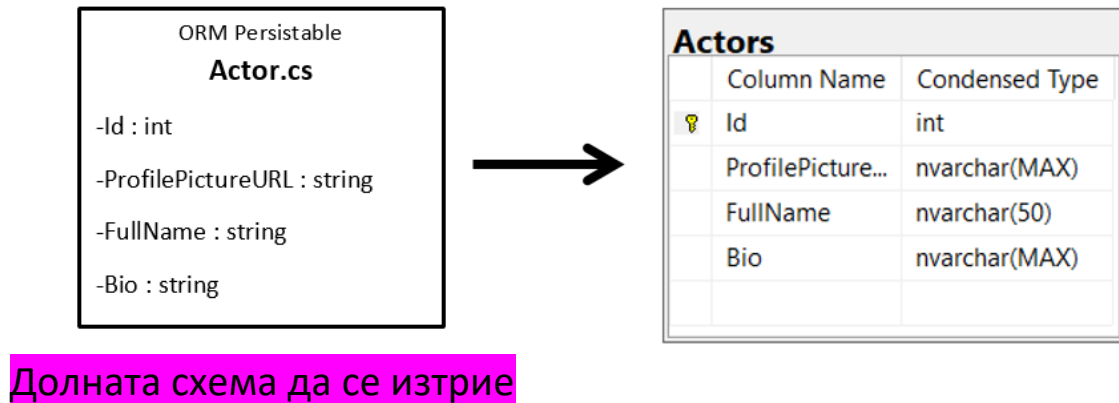 ORM Persistable
Actor.cs
-Id : int
-ProfilePictureURL : string
-FullName : string
-Bio : string
Actors
Column Name Condensed Type
Id int
ProfilePicture... nvarchar(MAX)
FullName nvarchar(50)
Bio nvarchar(MAX)
Долната схема да се изтрие